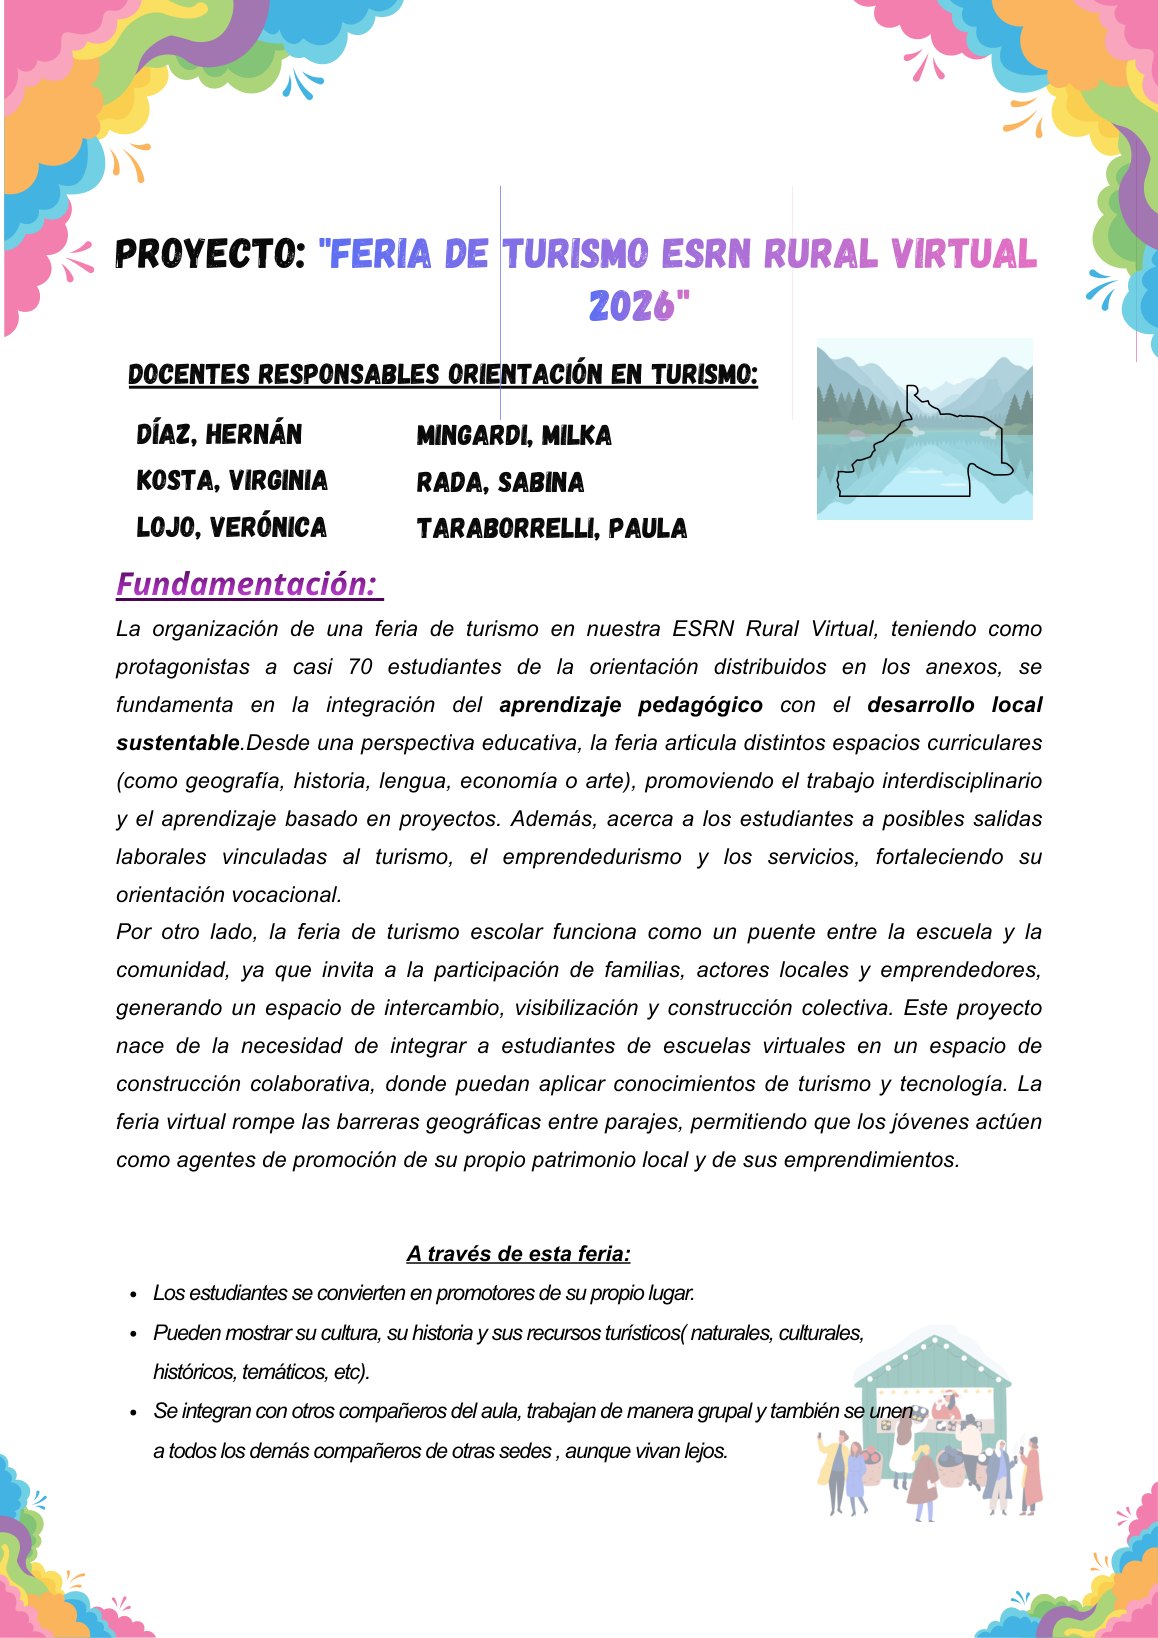 PROYECTO: "FERIA DE TURISMO ESRN RURAL VIRTUAL
2026"
DOCENTES RESPONSABLES ORIENTACIÓN EN TURISMO:
DÍAZ, HERNÁN
KOSTA, VIRGINIA
LOJO, VERÓNICA
MINGARDI, MILKA
RADA, SABINA
TARABORRELLI, PAULA
Fundamentación:
La organización de una feria de turismo en nuestra ESRN Rural Virtual, teniendo como
protagonistas a casi 70 estudiantes de la orientación distribuidos en los anexos, se
fundamenta en la integración del aprendizaje pedagógico con el desarrollo local
sustentable.Desde una perspectiva educativa, la feria articula distintos espacios curriculares
(como geografía, historia, lengua, economía o arte), promoviendo el trabajo interdisciplinario
y el aprendizaje basado en proyectos. Además, acerca a los estudiantes a posibles salidas
laborales vinculadas al turismo, el emprendedurismo y los servicios, fortaleciendo su
orientación vocacional.
Por otro lado, la feria de turismo escolar funciona como un puente entre la escuela y la
comunidad, ya que invita a la participación de familias, actores locales y emprendedores,
generando un espacio de intercambio, visibilización y construcción colectiva. Este proyecto
nace de la necesidad de integrar a estudiantes de escuelas virtuales en un espacio de
construcción colaborativa, donde puedan aplicar conocimientos de turismo y tecnología. La
feria virtual rompe las barreras geográficas entre parajes, permitiendo que los jóvenes actúen
como agentes de promoción de su propio patrimonio local y de sus emprendimientos.
A través de esta feria:
• Los estudiantes se convierten en promotores de su propio lugar.
• Pueden mostrar su cultura, su historia y sus recursos turísticos( naturales, culturales,
históricos, temáticos, etc).
• Se integran con otros compañeros del aula, trabajan de manera grupal y también se unen
a todos los demás compañeros de otras sedes , aunque vivan lejos.